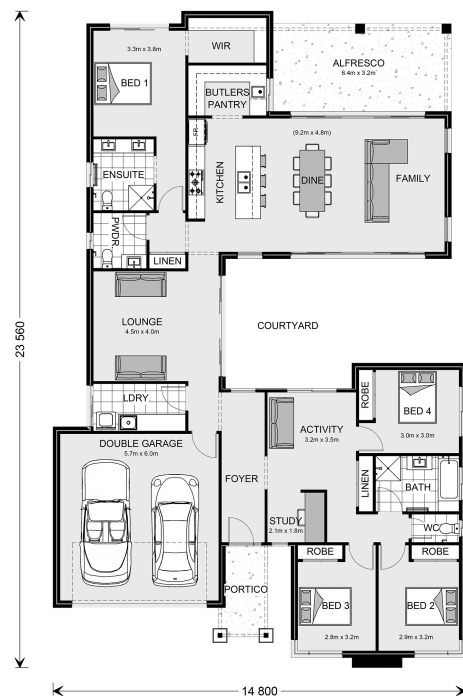 3.3m x 3.8m
BED 1
WIR
ALFRESCO
6.4m x 3.2m
BUTLERS
PANTRY
(9.2m x 4.8m)
FR
ENSUITE
KITCHEN
DINE
FAMILY
PWDR
LINEN
LOUNGE
4.5m x 4.0m
COURTYARD
23 560
LDRY
ROBE
BED 4
3.0m x 3.0m
ACTIVITY
3.2m x 3.5m
DOUBLE GARAGE
5.7m x 6.0m
FOYER
LINEN
BATH
STUDY
2.1m x 1.8m
WC
ROBE
ROBE
PORTICO
BED 3
2.8m x 3.2m
BED 2
2.9m x 3.2m
14 800